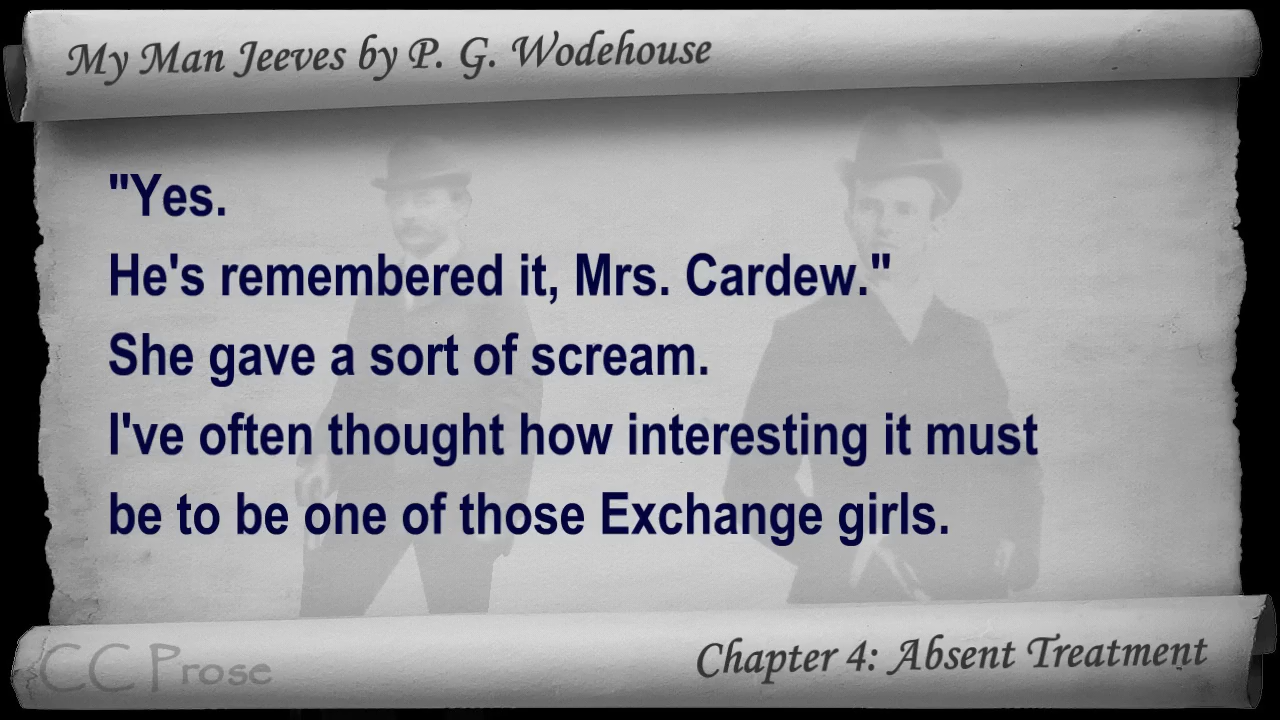 My Man Jeeves by P. G. Wodehouse
"Yes.
He's remembered it, Mrs. Cardew."
She gave a sort of scream.
I've often thought how interesting it must
be to be one of those Exchange girls.
CC Prose
Chapter 4: Absent Treatment